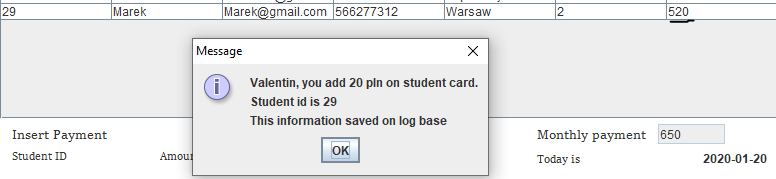 29 Marek Marek@gmail.com 566277312 Warsaw 2 520
Message
Valentin, you add 20 pln on student card.
Student id is 29
This information saved on log base
OK
Insert Payment
Monthly payment 650
Student ID Amou
Today is 2020-01-20